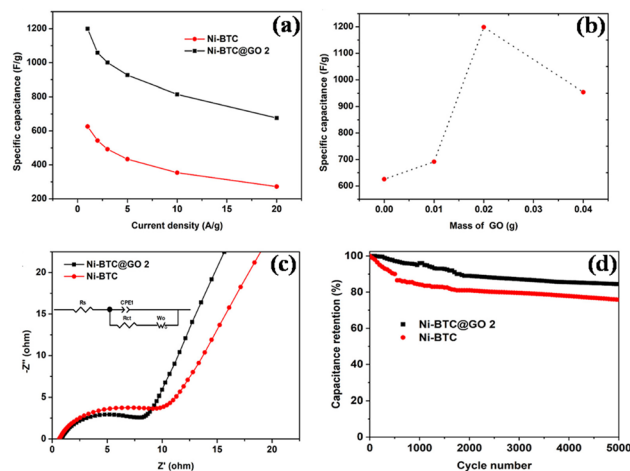 (a)
Ni-BTC
Ni-BTC@GO 2
Specific capacitance (F/g)
1200
1000
800
600
400
200
0
5
10
15
20
Current density (A/g)
(b)
Specific capacitance (F/g)
1200
1100
1000
900
800
700
600
0.00
0.01
0.02
0.03
0.04
Mass of GO (g)
(c)
Ni-BTC@GO 2
Ni-BTC
Rs
CPE1
Rct
Wo
-Z'' (ohm)
-20
-15
-10
-5
0
0
5
10
15
20
Z' (ohm)
(d)
Ni-BTC@GO 2
Ni-BTC
Capacitance retention (%)
100
80
60
40
20
0
0
1000
2000
3000
4000
5000
Cycle number